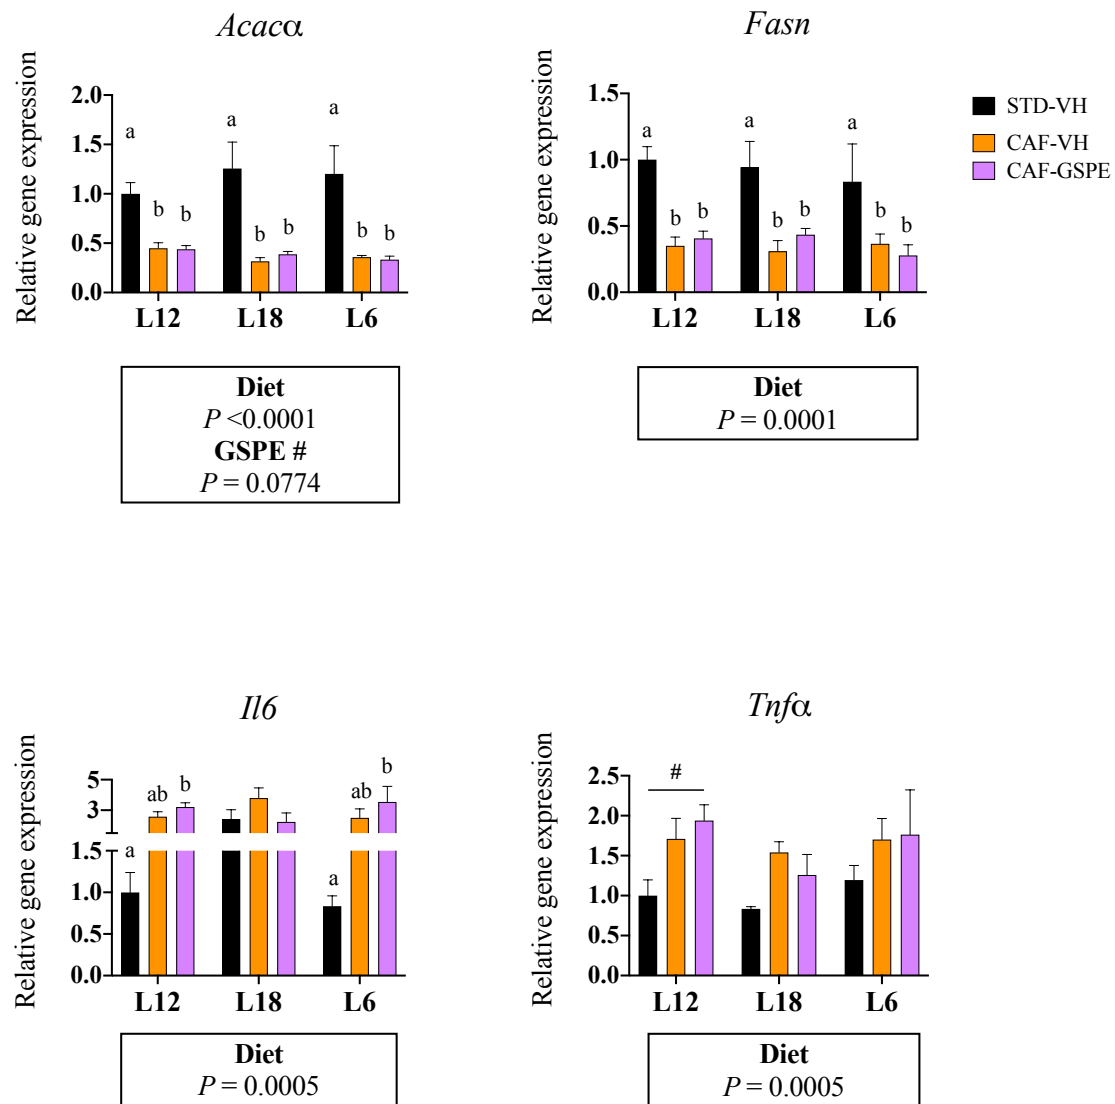 Acacα
Relative gene expression
2.0
1.5
1.0
0.5
0.0
a
b
b
a
b
b
a
b
b
L12
L18
L6
Diet
P <0.0001
GSPE #
P = 0.0774
Fasn
Relative gene expression
1.5
1.0
0.5
0.0
a
b
b
a
b
b
a
b
b
L12
L18
L6
Diet
P = 0.0001
STD-VH
CAF-VH
CAF-GSPE
Il6
Relative gene expression
5
3
1.5
1.0
0.5
0.0
a
ab
b
a
ab
b
L12
L18
L6
Diet
P = 0.0005
Tnfα
Relative gene expression
2.5
2.0
1.5
1.0
0.5
0.0
#
L12
L18
L6
Diet
P = 0.0005